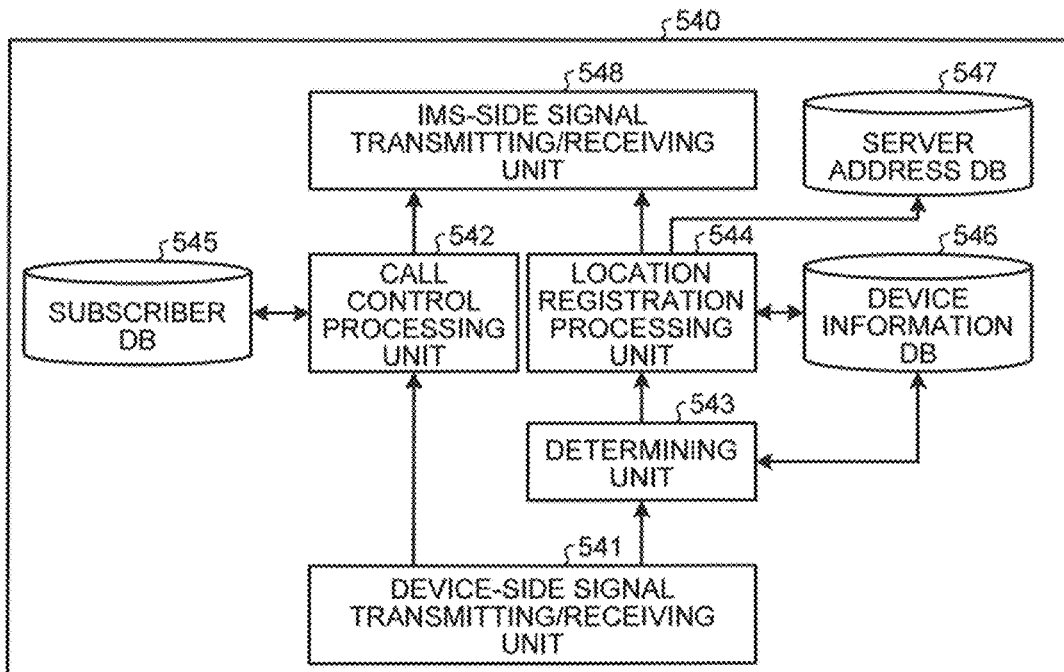 540
548
IMS-SIDE SIGNAL
TRANSMITTING/RECEIVING
UNIT
547
SERVER
ADDRESS DB
545
SUBSCRIBER
DB
542
CALL
CONTROL
PROCESSING
UNIT
544
LOCATION
REGISTRATION
PROCESSING
UNIT
546
DEVICE
INFORMATION
DB
543
DETERMINING
UNIT
541
DEVICE-SIDE SIGNAL
TRANSMITTING/RECEIVING
UNIT